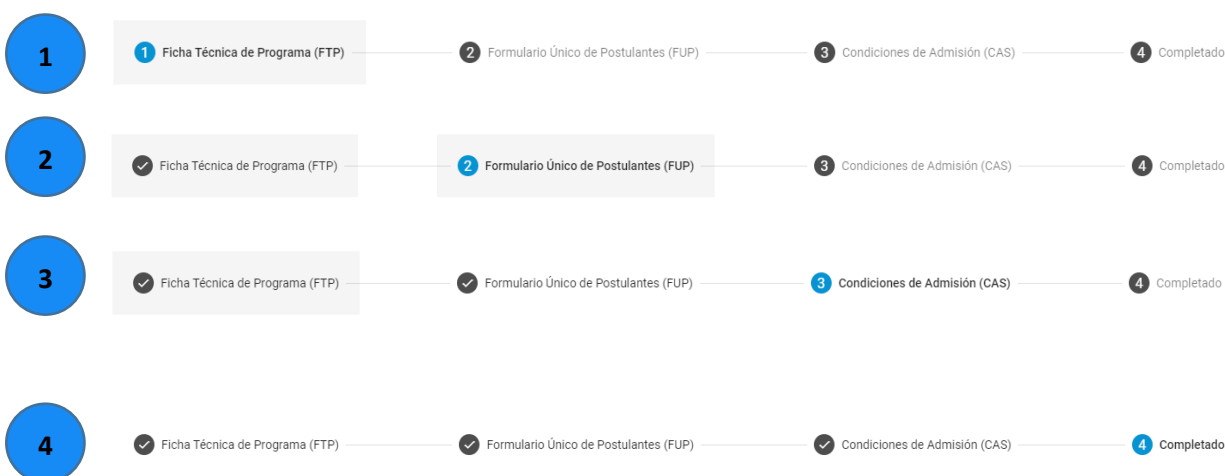 1 1 Ficha Técnica de Programa (FTP) 2 Formulario Único de Postulantes (FUP) 3 Condiciones de Admisión (CAS) 4 Completado
2 Ficha Técnica de Programa (FTP) 2 Formulario Único de Postulantes (FUP) 3 Condiciones de Admisión (CAS) 4 Completado
3 Ficha Técnica de Programa (FTP) Formulario Único de Postulantes (FUP) 3 Condiciones de Admisión (CAS) 4 Completado
4 Ficha Técnica de Programa (FTP) Formulario Único de Postulantes (FUP) Condiciones de Admisión (CAS) 4 Completado